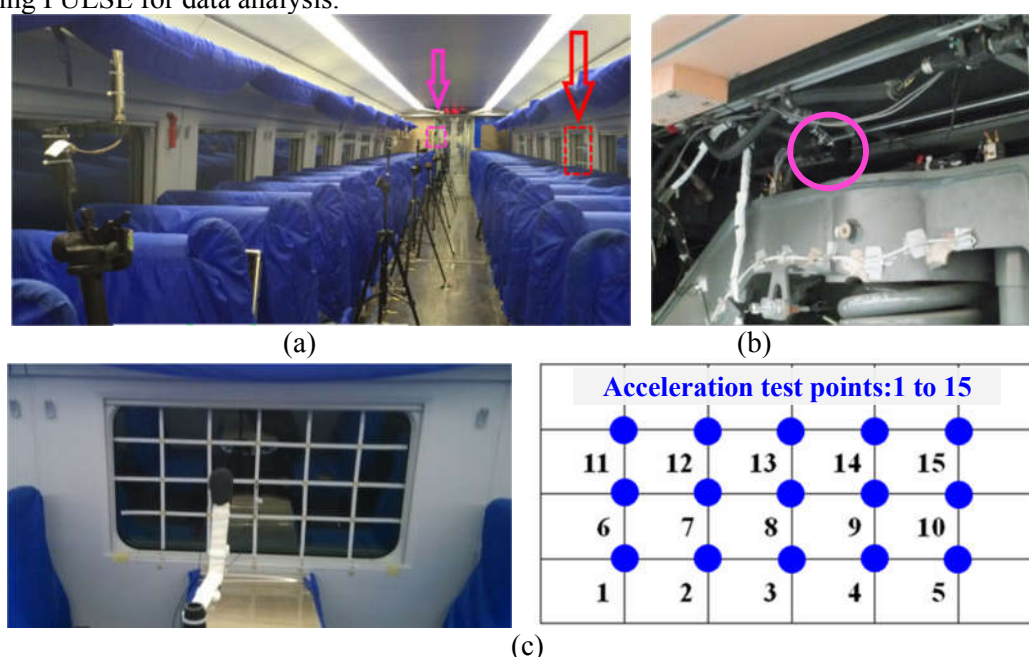 ing PULSE for data analysis.
(a)
(b)
Acceleration test points:1 to 15
11 12 13 14 15
6 7 8 9 10
1 2 3 4 5
(c)